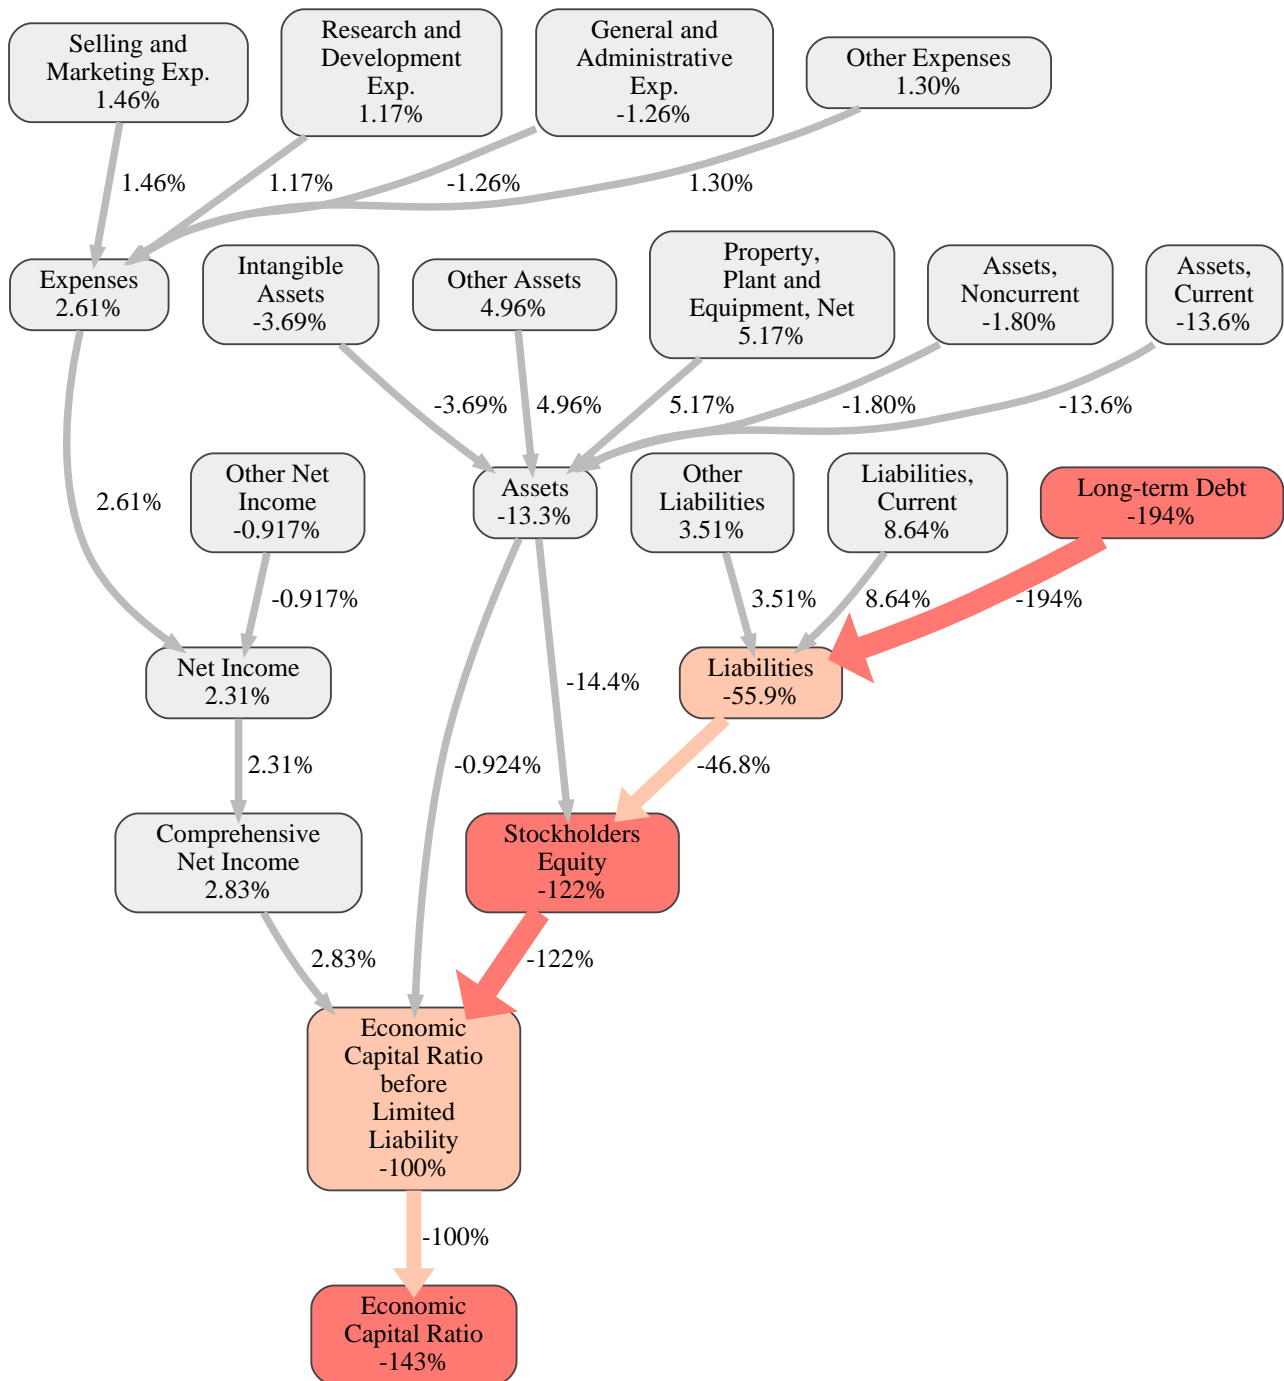 Selling and
Marketing Exp.
1.46%
Research and
Development
Exp.
1.17%
General and
Administrative
Exp.
-1.26%
Other Expenses
1.30%
1.46%
1.17%
-1.26%
1.30%
Expenses
2.61%
Intangible
Assets
-3.69%
Other Assets
4.96%
Property,
Plant and
Equipment, Net
5.17%
Assets,
Noncurrent
-1.80%
Assets,
Current
-13.6%
-3.69%
4.96%
5.17%
-1.80%
-13.6%
2.61%
Other Net
Income
-0.917%
Assets
-13.3%
Other
Liabilities
3.51%
Liabilities,
Current
8.64%
Long-term Debt
-194%
-0.917%
3.51%
8.64%
-194%
Net Income
2.31%
-14.4%
Liabilities
-55.9%
2.31%
-0.924%
-46.8%
Comprehensive
Net Income
2.83%
Stockholders
Equity
-122%
2.83%
-122%
Economic
Capital Ratio
before
Limited
Liability
-100%
-100%
Economic
Capital Ratio
-143%